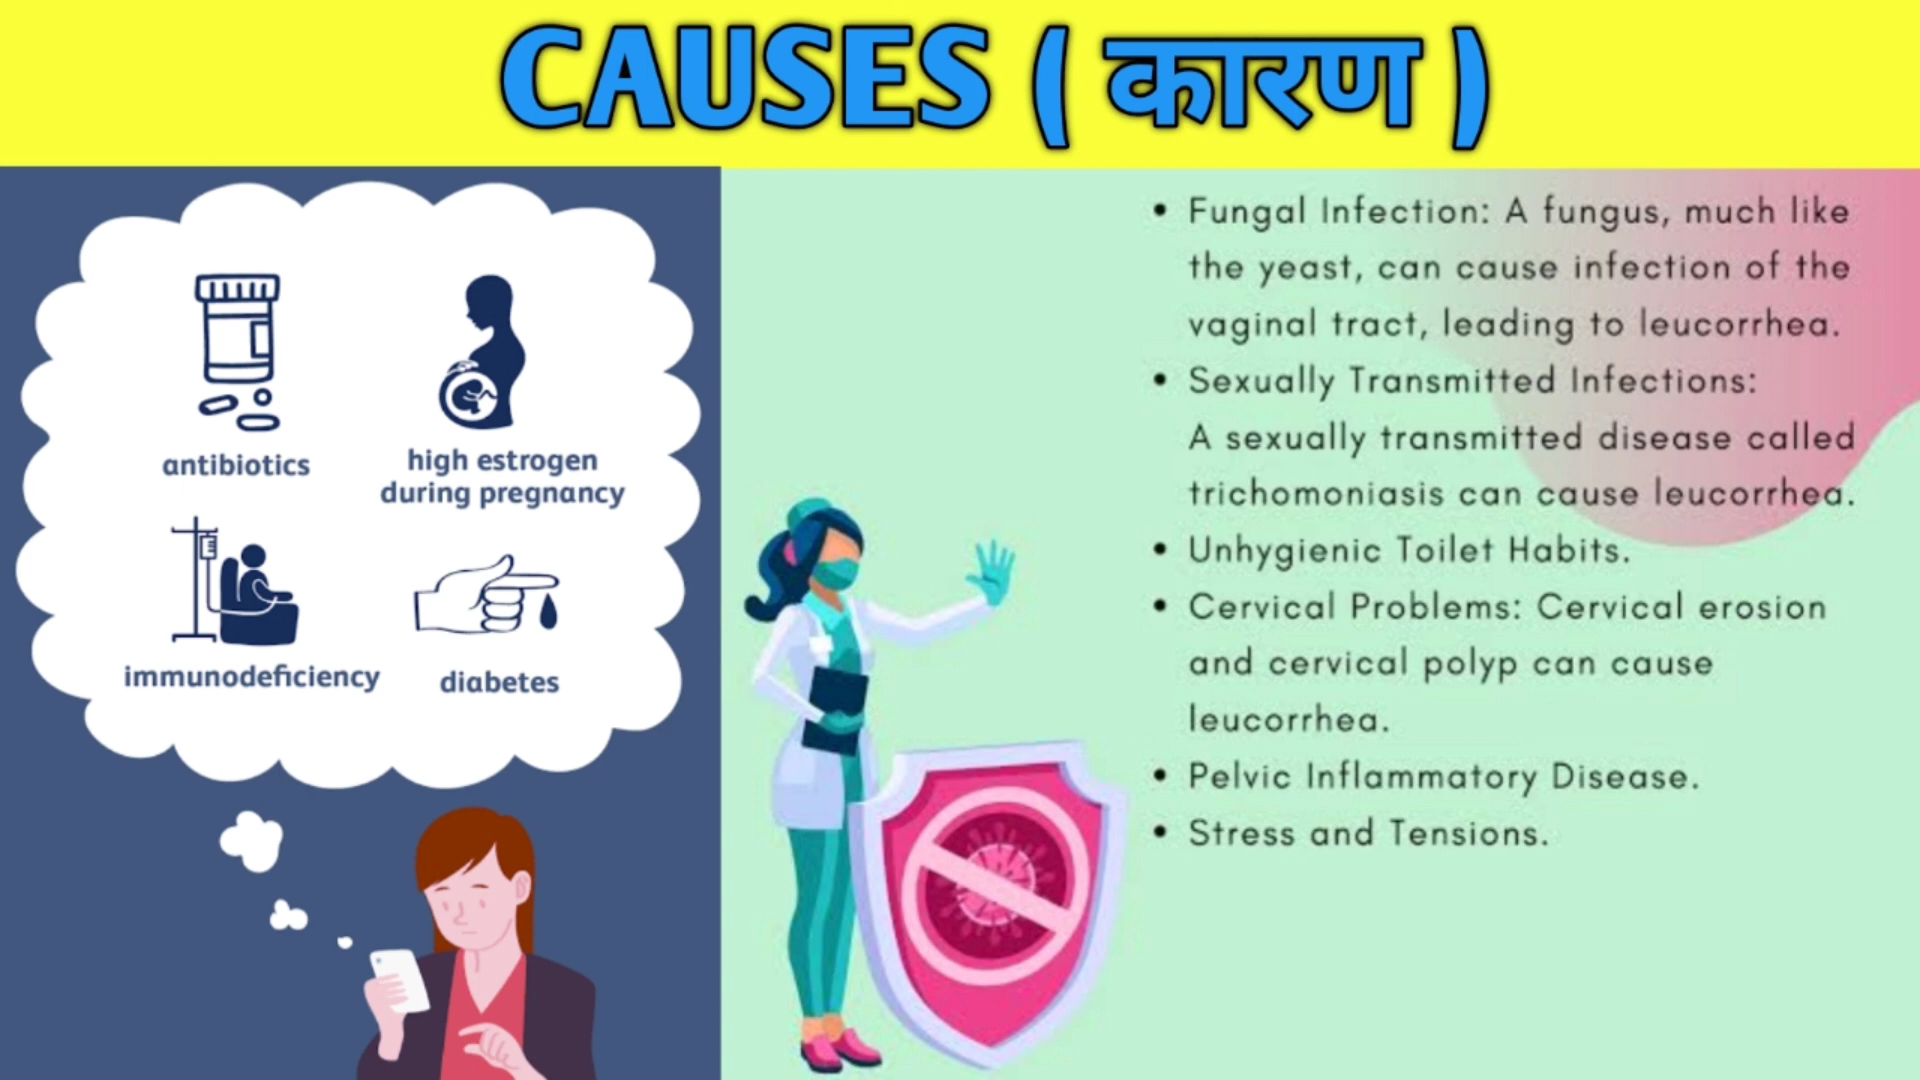 CAUSES ( कारण )
antibiotics
high estrogen
during pregnancy
immunodeficiency
diabetes
• Fungal Infection: A fungus, much like
the yeast, can cause infection of the
vaginal tract, leading to leucorrhea.
• Sexually Transmitted Infections:
A sexually transmitted disease called
trichomoniasis can cause leucorrhea.
• Unhygienic Toilet Habits.
• Cervical Problems: Cervical erosion
and cervical polyp can cause
leucorrhea.
• Pelvic Inflammatory Disease.
• Stress and Tensions.